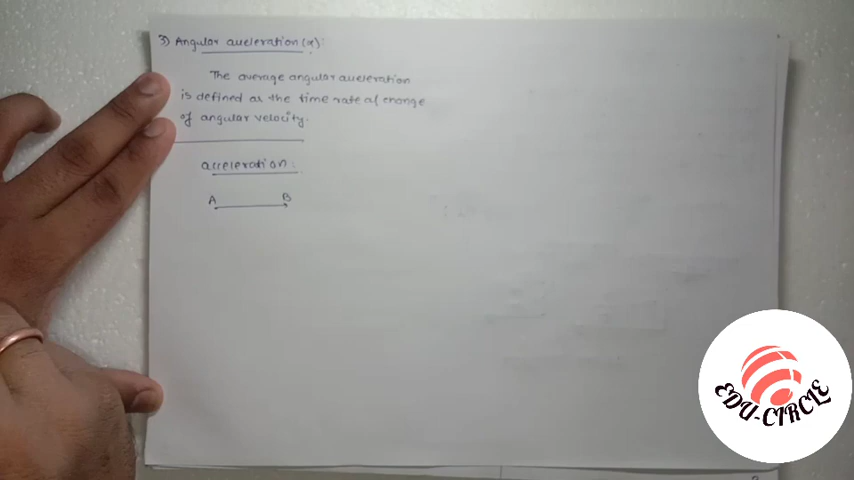 3) Angular acceleration (α):
The average angular acceleration
is defined as the time rate of change
of angular velocity.
acceleration:
A B
EDU-CIRCLE